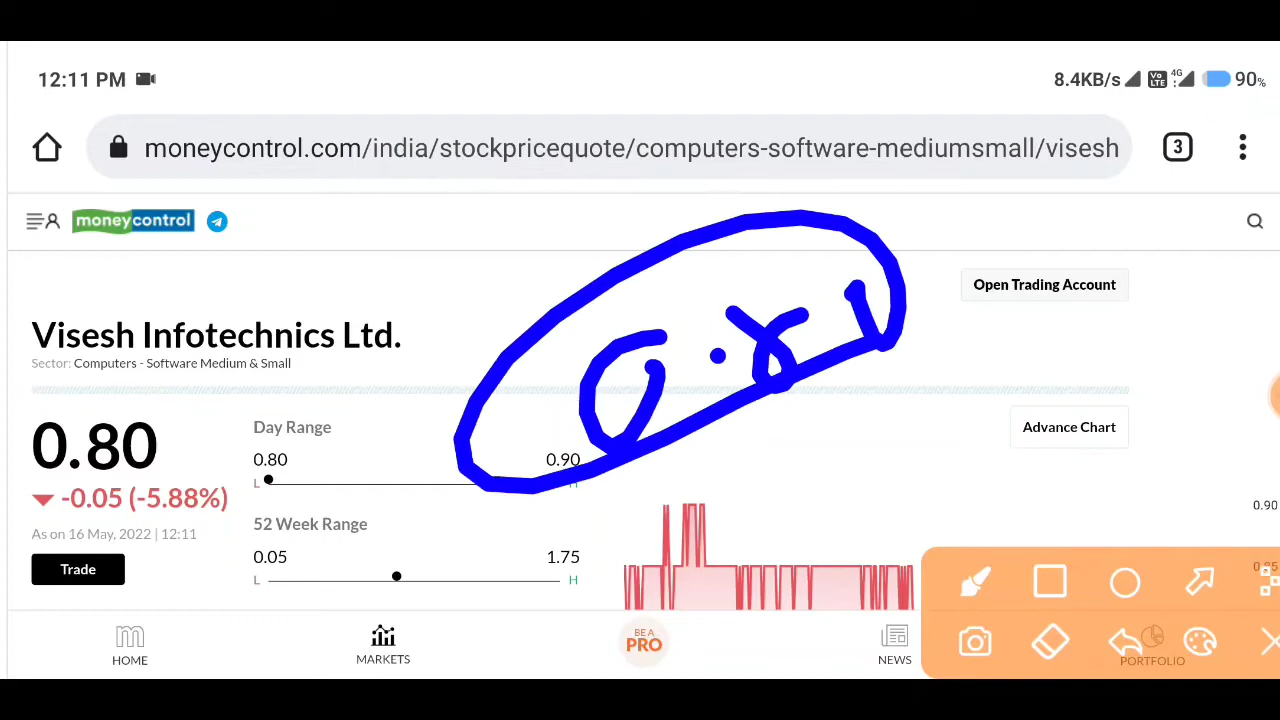 12:11 PM 8.4KB/s Vo LTE 4G 90%
moneycontrol.com/india/stockpricequote/computers-software-mediumsmall/visesh 3
moneycontrol
Open Trading Account
Visesh Infotechnics Ltd.
Sector: Computers - Software Medium & Small
0.80
-0.05 (-5.88%)
As on 16 May, 2022 | 12:11
Trade
Day Range
0.80 0.90
L H
52 Week Range
0.05 1.75
L H
Advance Chart
0.90
HOME
MARKETS
BE A
PRO
NEWS
PORTFOLIO